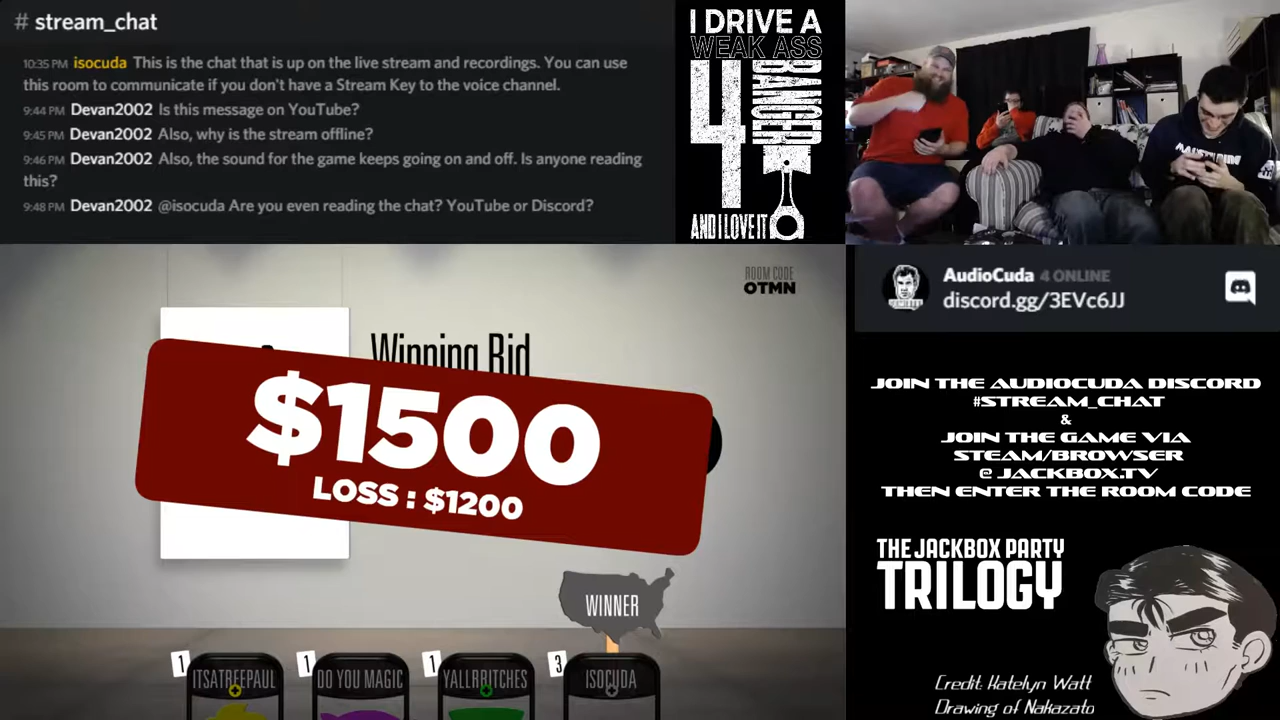 # stream_chat
10:35 PM isocuda This is the chat that is up on the live stream and recordings. You can use
this room to communicate if you don't have a Stream Key to the voice channel.
9:44 PM Devan2002 Is this message on YouTube?
9:45 PM Devan2002 Also, why is the stream offline?
9:46 PM Devan2002 Also, the sound for the game keeps going on and off. Is anyone reading
this?
9:48 PM Devan2002 @isocuda Are you even reading the chat? YouTube or Discord?
I DRIVE A
WEAK ASS
4
BANGER
AND I LOVE IT
ROOM CODE
OTMN
Winning Bid
$1500
LOSS : $1200
WINNER
1 ITSATREEPAUL
1 DO YOU MAGIC
1 YALLRBITCHES
3 ISOCUDA
AudioCuda 4 ONLINE
discord.gg/3EVc6JJ
JOIN THE AUDIOCUDA DISCORD
#STREAM_CHAT
&
JOIN THE GAME VIA
STEAM/BROWSER
@ JACKBOX.TV
THEN ENTER THE ROOM CODE
THE JACKBOX PARTY
TRILOGY
Credit: Katelyn Watt
Drawing of Nakazato